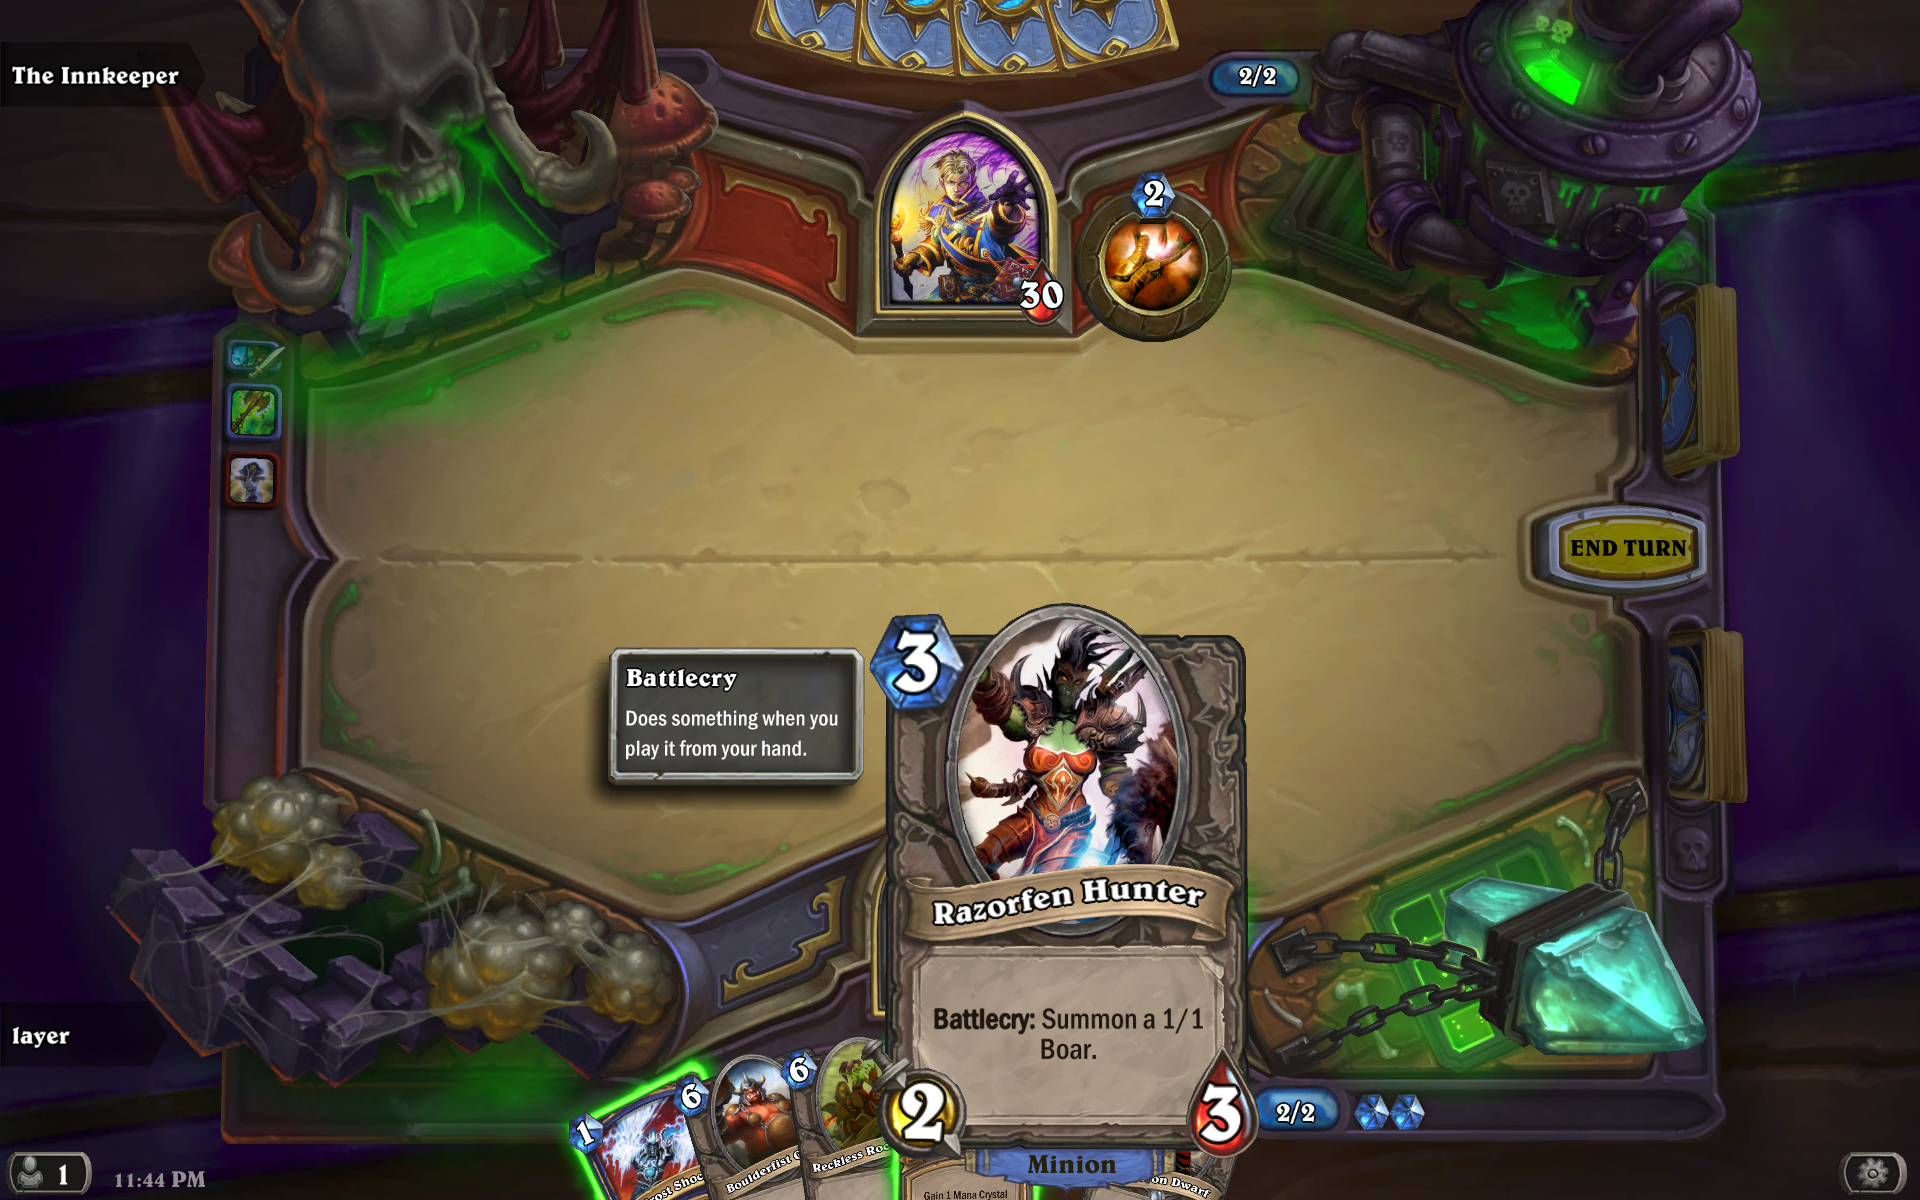 The Innkeeper
2/2
2
30
END TURN
Battlecry
Does something when you
play it from your hand.
3
Razorfen Hunter
Battlecry: Summon a 1/1
Boar.
2
3
Minion
layer
1
6
6
Boulderfist
Reckless
Gain 1 Mana Crystal
Dwarf
2/2
1
11:44 PM